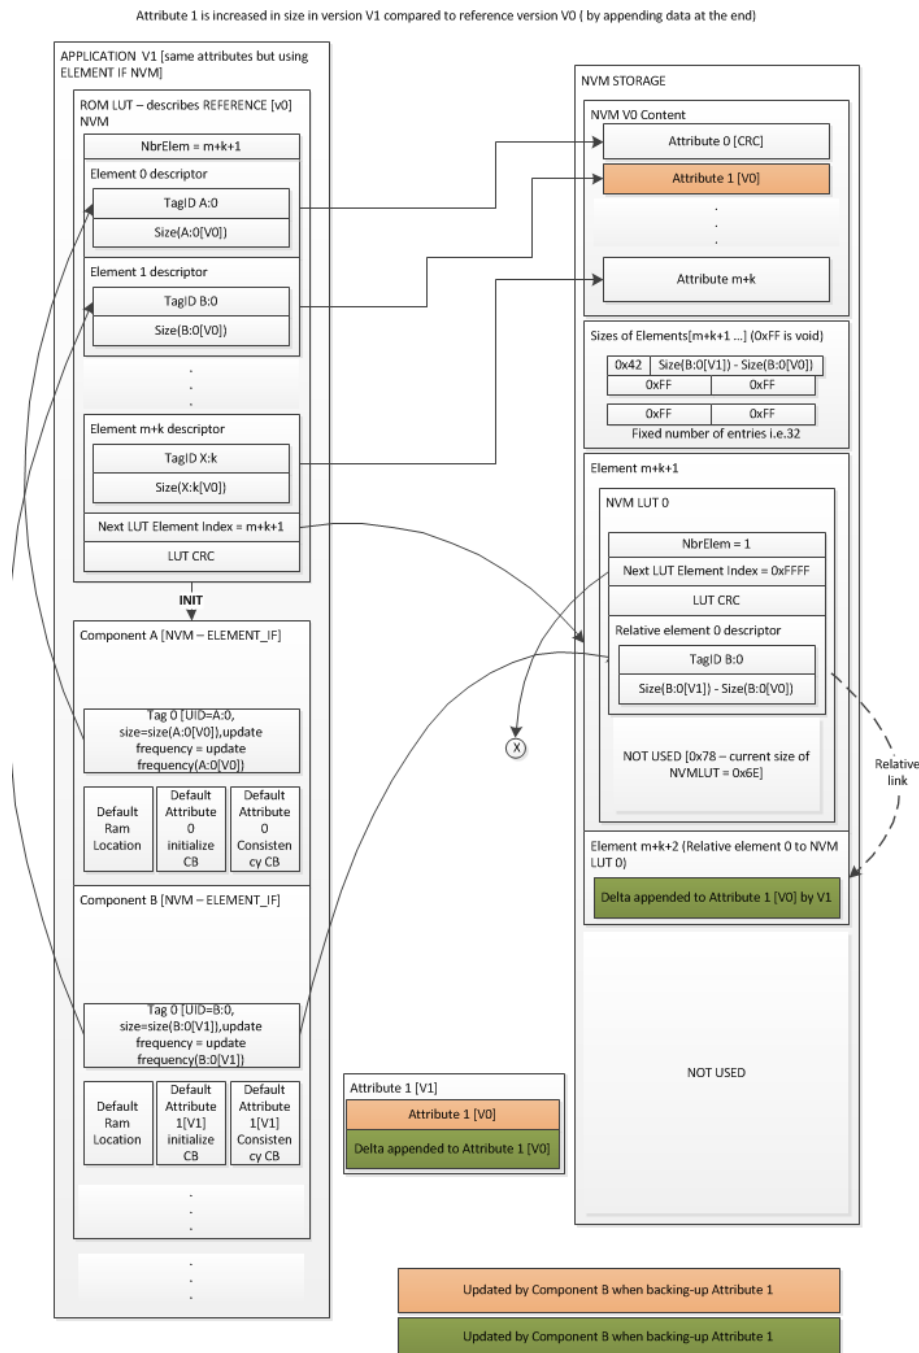 Attribute 1 is increased in size in version V1 compared to reference version V0 ( by appending data at the end)
APPLICATION V1 [same attributes but using
ELEMENT IF NVM]
ROM LUT – describes REFERENCE [v0]
NVM
NbrElem = m+k+1
Element 0 descriptor
TagID A:0
Size(A:0[V0])
Element 1 descriptor
TagID B:0
Size(B:0[V0])
.
.
.
Element m+k descriptor
TagID X:k
Size(X:k[V0])
Next LUT Element Index = m+k+1
LUT CRC
INIT
Component A [NVM – ELEMENT_IF]
Tag 0 [UID=A:0,
size=size(A:0[V0]),update
frequency = update
frequency(A:0[V0]}
Default
Ram
Location
Default
Attribute
0
initialize
CB
Default
Attribute
0
Consisten
cy CB
Component B [NVM – ELEMENT_IF]
Tag 0 [UID=B:0,
size=size(B:0[V1]),update
frequency = update
frequency(B:0[V1]}
Default
Ram
Location
Default
Attribute
1[V1]
initialize
CB
Default
Attribute
1[V1]
Consisten
cy CB
.
.
.
.
.
.
NVM STORAGE
NVM V0 Content
Attribute 0 [CRC]
Attribute 1 [V0]
.
.
.
Attribute m+k
Sizes of Elements[m+k+1 ...] (0xFF is void)
0x42 Size(B:0[V1]) - Size(B:0[V0])
0xFF 0xFF
0xFF 0xFF
Fixed number of entries i.e.32
Element m+k+1
NVM LUT 0
NbrElem = 1
Next LUT Element Index = 0xFFFF
LUT CRC
Relative element 0 descriptor
TagID B:0
Size(B:0[V1]) - Size(B:0[V0])
NOT USED [0x78 – current size of
NVMLUT = 0x6E]
X
Relative
link
Element m+k+2 (Relative element 0 to NVM
LUT 0)
Delta appended to Attribute 1 [V0] by V1
NOT USED
Attribute 1 [V1]
Attribute 1 [V0]
Delta appended to Attribute 1 [V0]
Updated by Component B when backing-up Attribute 1
Updated by Component B when backing-up Attribute 1